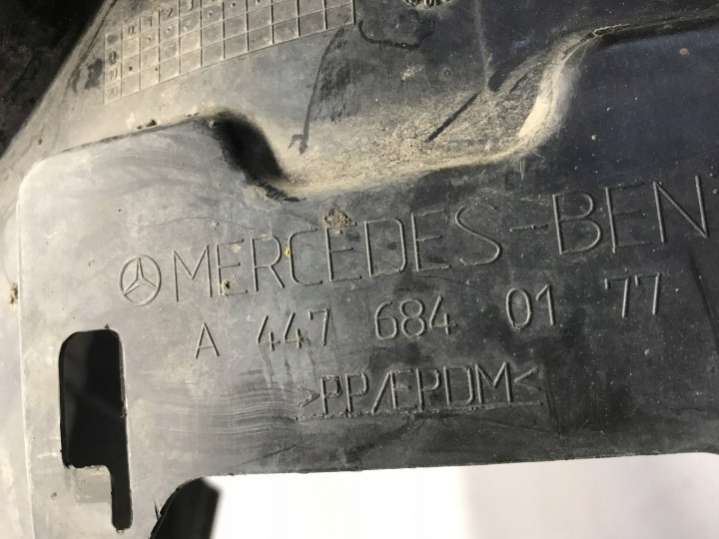 MERCEDES-BEN
A 447 684 01 77
>PP/EPDM<